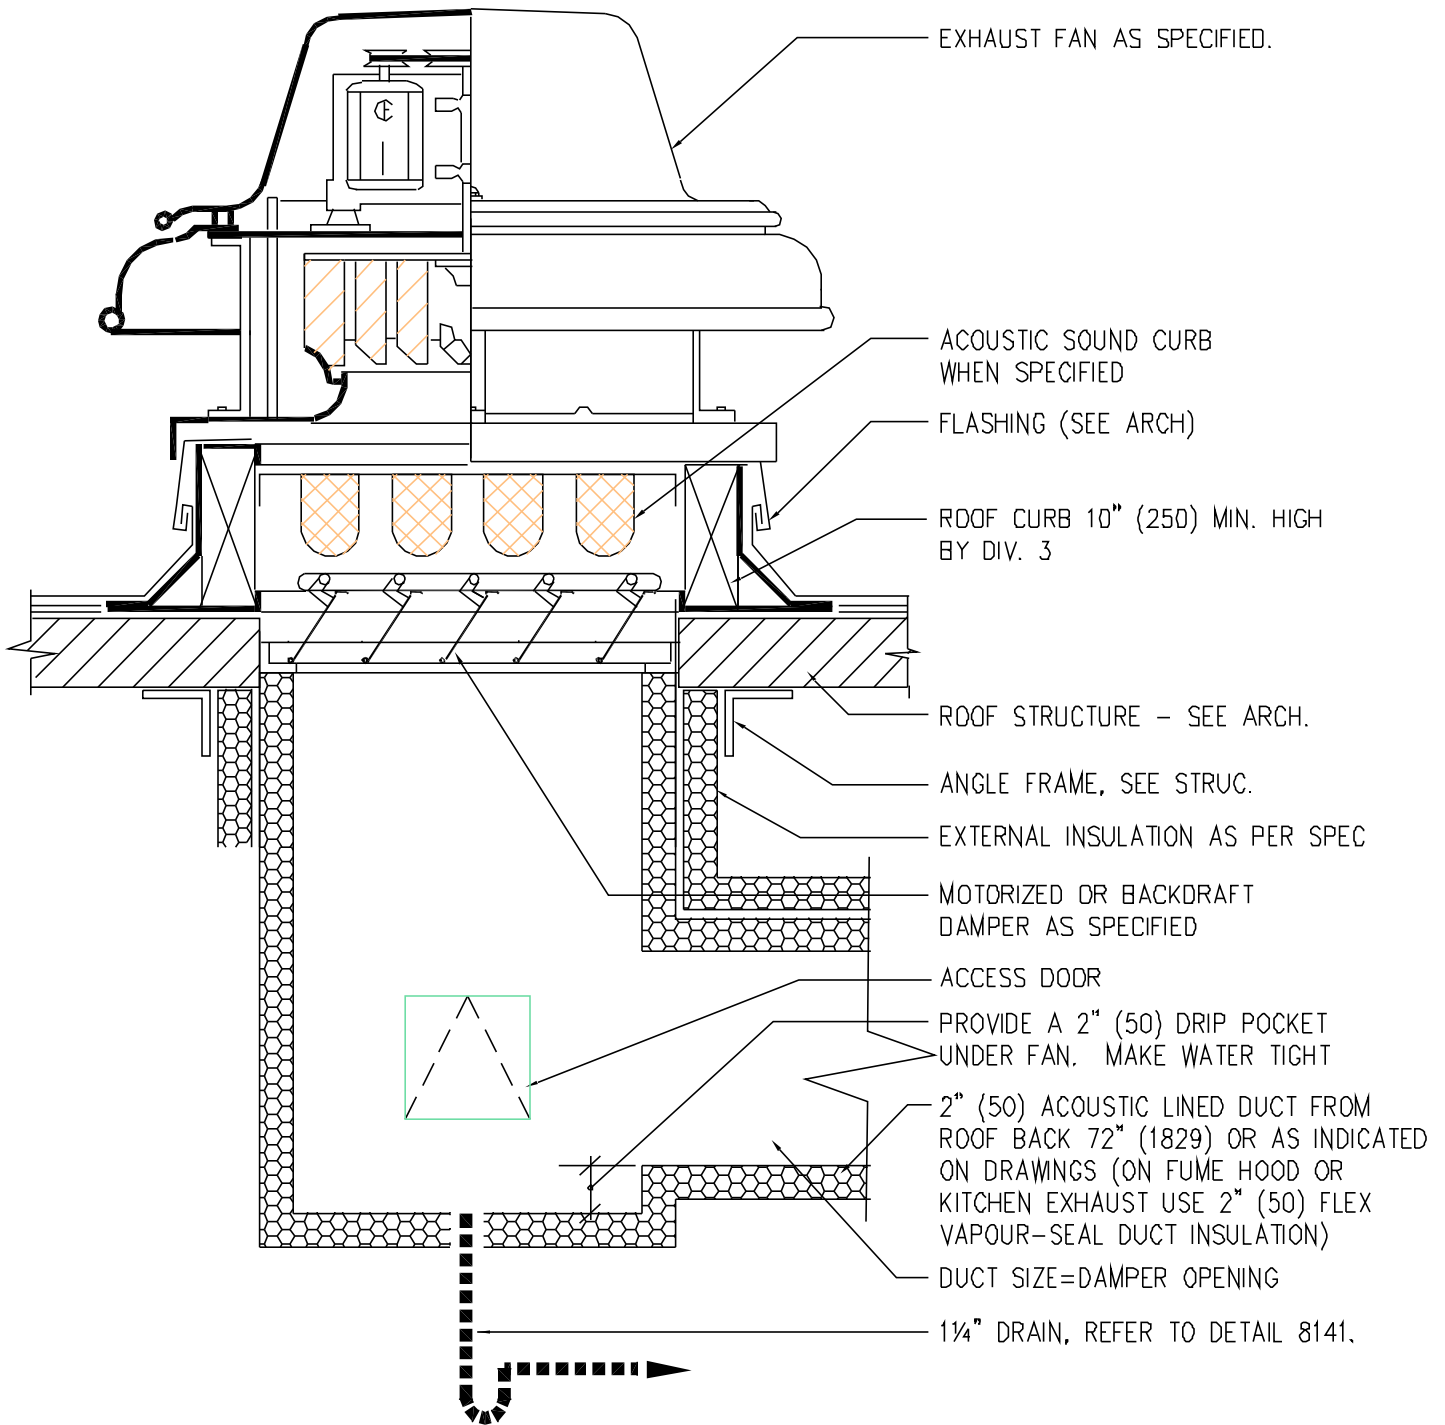 EXHAUST FAN AS SPECIFIED.
ACOUSTIC SOUND CURB
WHEN SPECIFIED
FLASHING (SEE ARCH)
ROOF CURB 10" (250) MIN. HIGH
BY DIV. 3
ROOF STRUCTURE - SEE ARCH.
ANGLE FRAME, SEE STRUC.
EXTERNAL INSULATION AS PER SPEC
MOTORIZED OR BACKDRAFT
DAMPER AS SPECIFIED
ACCESS DOOR
PROVIDE A 2" (50) DRIP POCKET
UNDER FAN. MAKE WATER TIGHT
2" (50) ACOUSTIC LINED DUCT FROM
ROOF BACK 72" (1829) OR AS INDICATED
ON DRAWINGS (ON FUME HOOD OR
KITCHEN EXHAUST USE 2" (50) FLEX
VAPOUR-SEAL DUCT INSULATION)
DUCT SIZE=DAMPER OPENING
1¼" DRAIN, REFER TO DETAIL 8141.